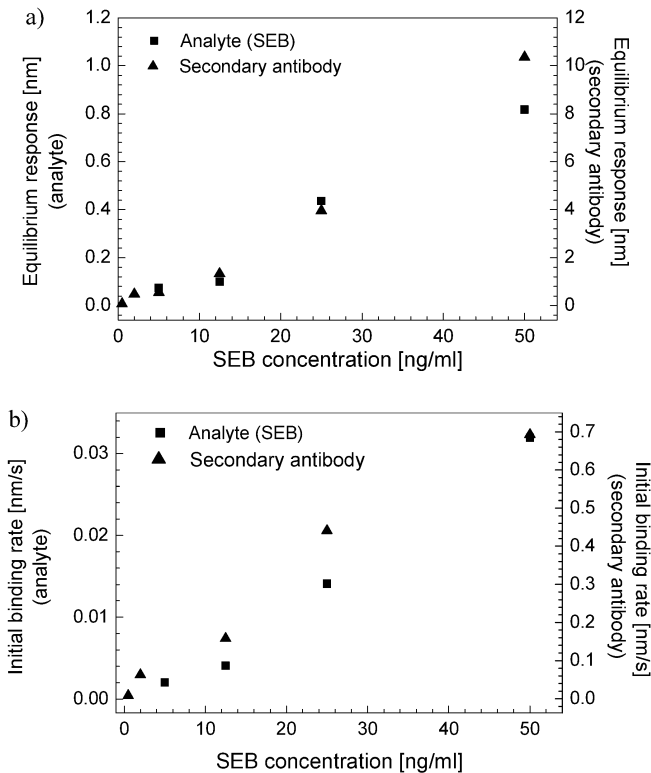 a)
1.2
1.0
0.8
0.6
0.4
0.2
0.0
Equilibrium response [nm]
(analyte)
Analyte (SEB)
Secondary antibody
12
10
8
6
4
2
0
Equilibrium response [nm]
(secondary antibody)
0 10 20 30 40 50
SEB concentration [ng/ml]
b)
0.03
0.02
0.01
0.00
Initial binding rate [nm/s]
(analyte)
Analyte (SEB)
Secondary antibody
0.7
0.6
0.5
0.4
0.3
0.2
0.1
0.0
Initial binding rate [nm/s]
(secondary antibody)
0 10 20 30 40 50
SEB concentration [ng/ml]